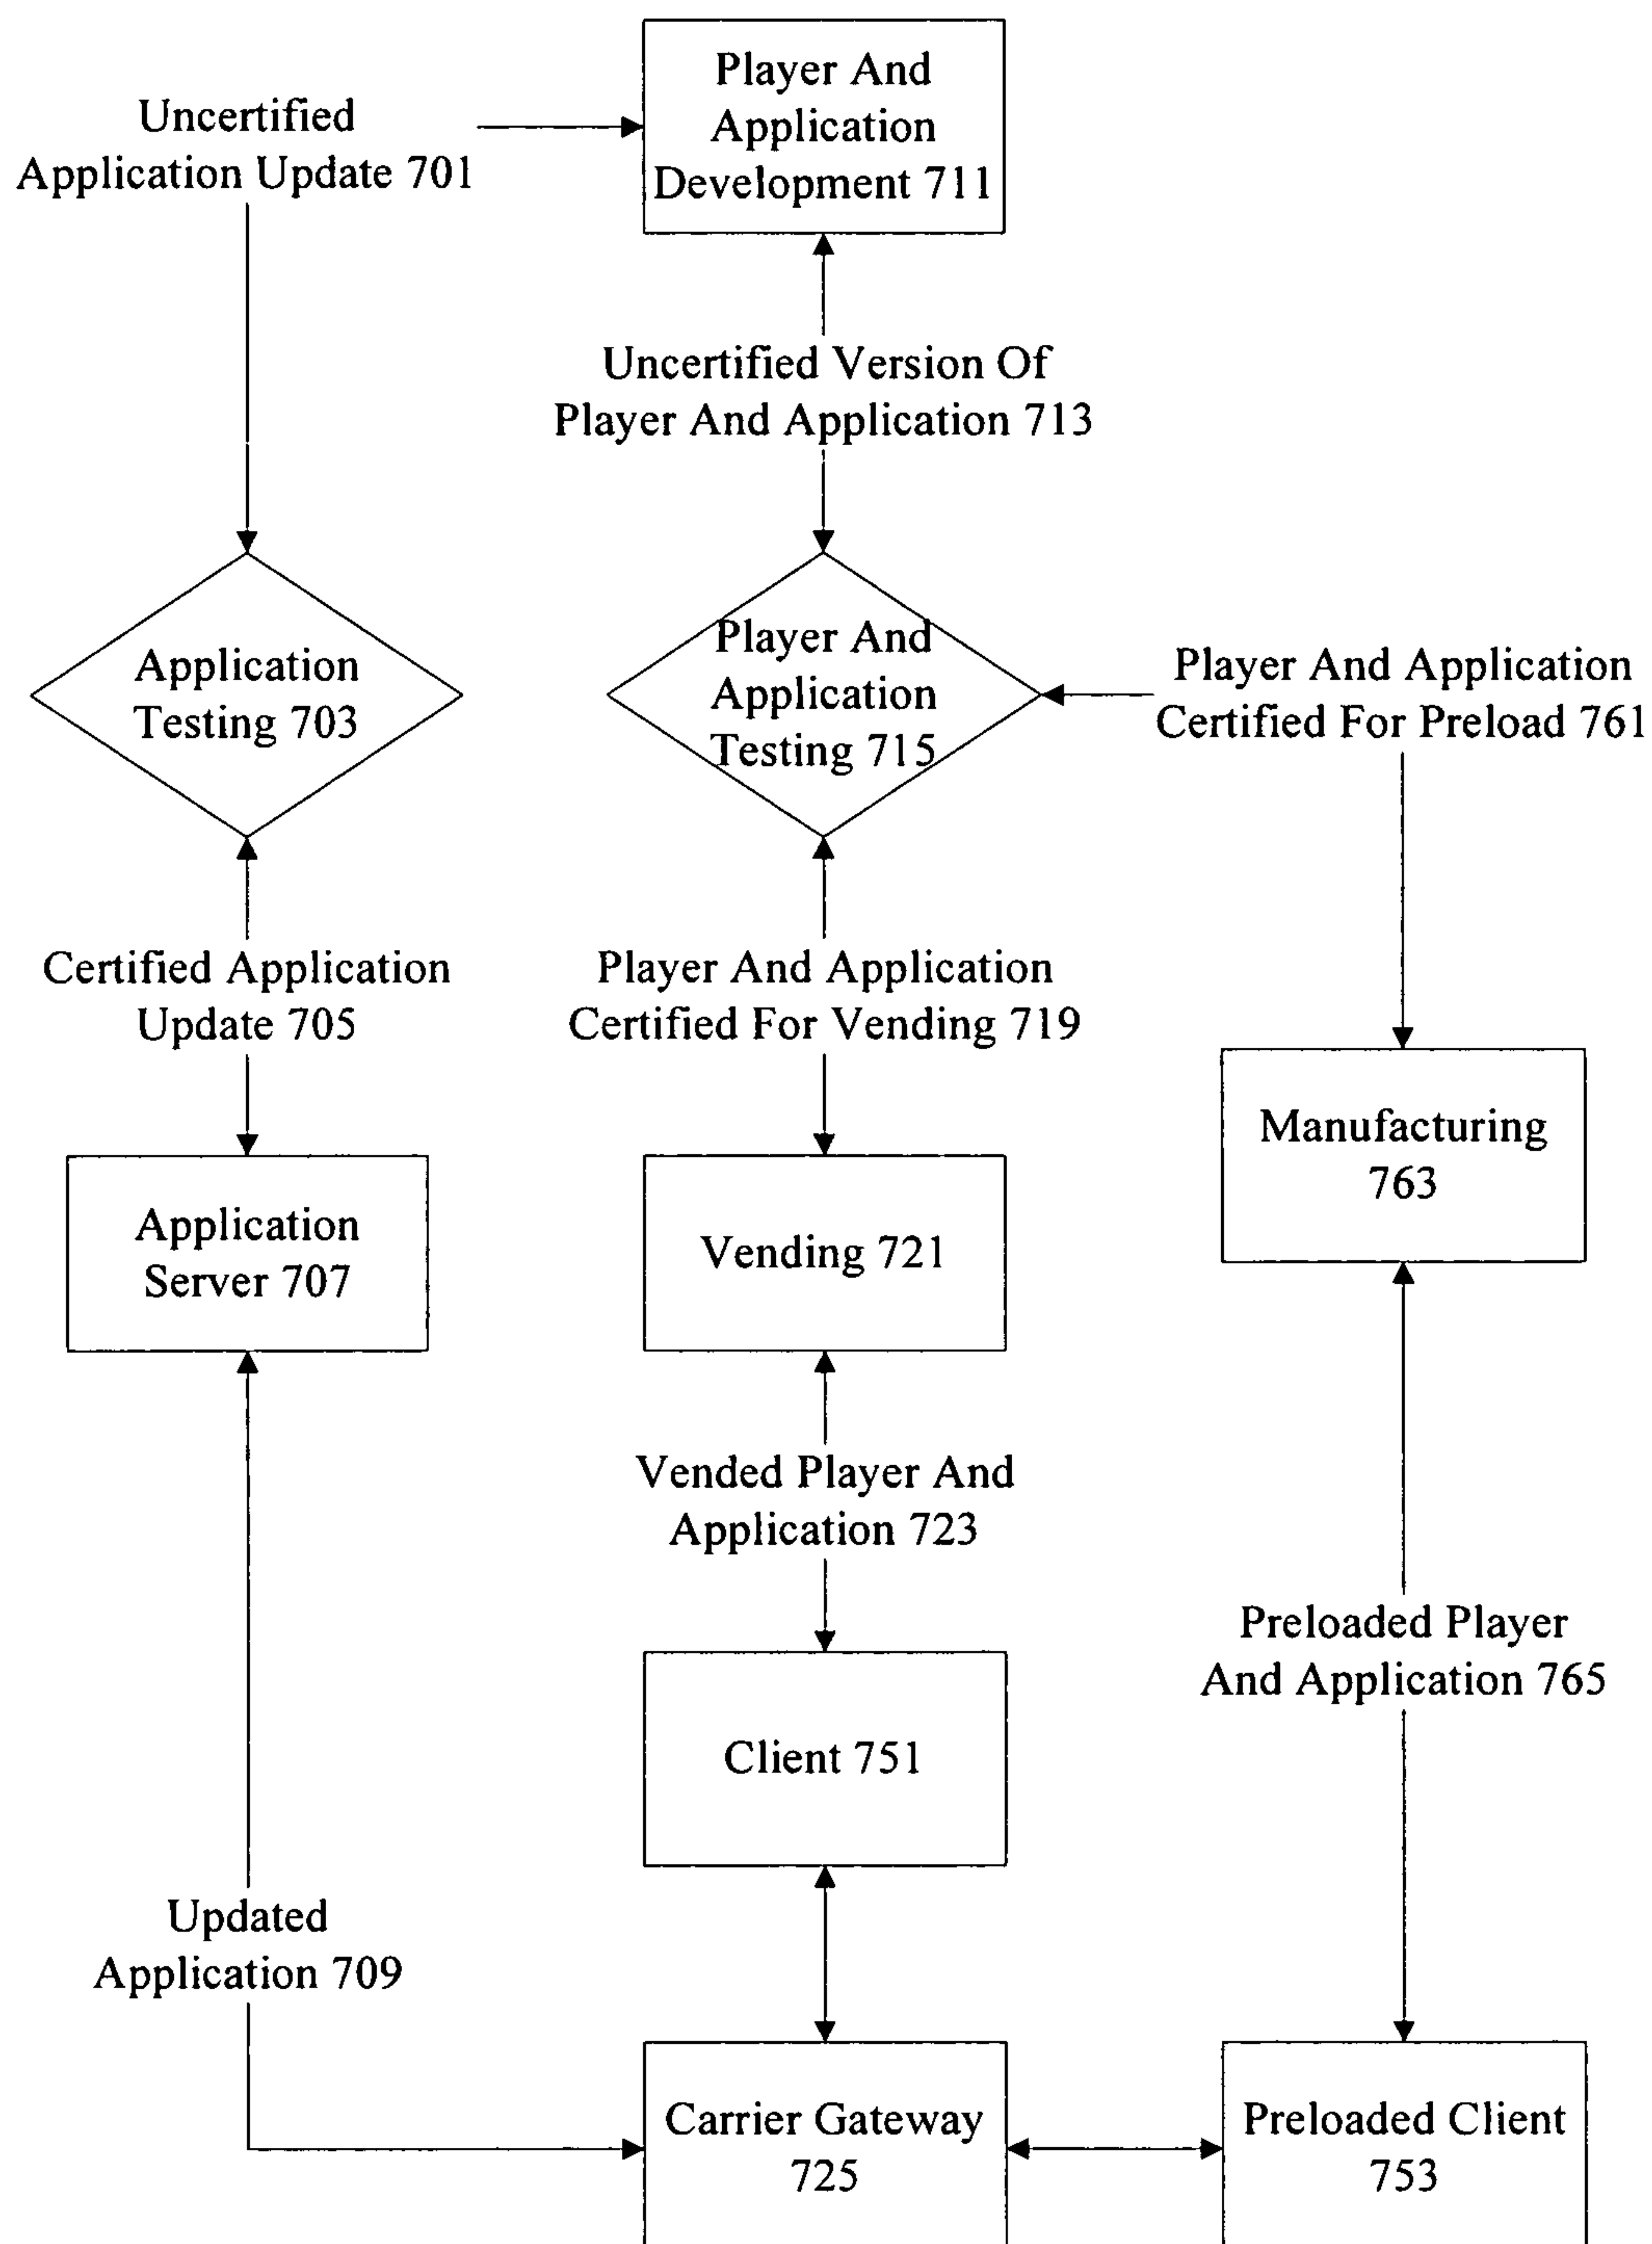 Player And
Application
Development 711
Uncertified
Application Update 701
Uncertified Version Of
Player And Application 713
Application
Testing 703
Player And
Application
Testing 715
Player And Application
Certified For Preload 761
Certified Application
Update 705
Player And Application
Certified For Vending 719
Manufacturing
763
Application
Server 707
Vending 721
Vended Player And
Application 723
Preloaded Player
And Application 765
Client 751
Updated
Application 709
Carrier Gateway
725
Preloaded Client
753